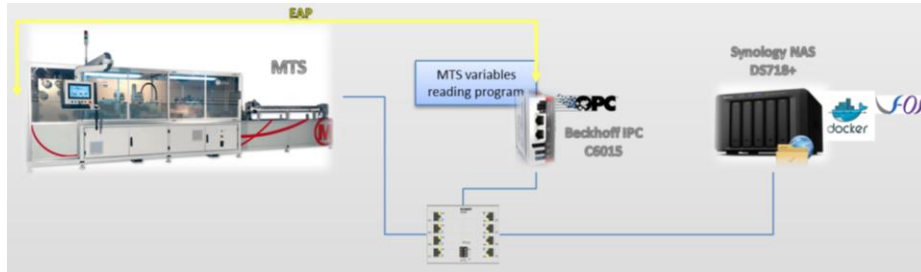 EAP
MTS
MTS variables
reading program
OPC
Beckhoff IPC
C6015
Synology NAS
DS718+
docker